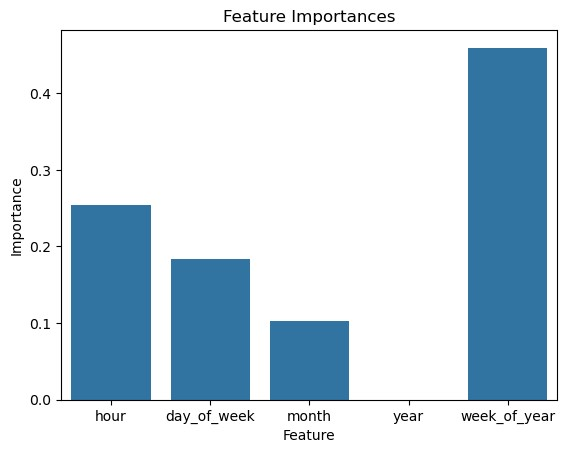 Feature Importances
Importance
0.4
0.3
0.2
0.1
0.0
hour day_of_week month year week_of_year
Feature